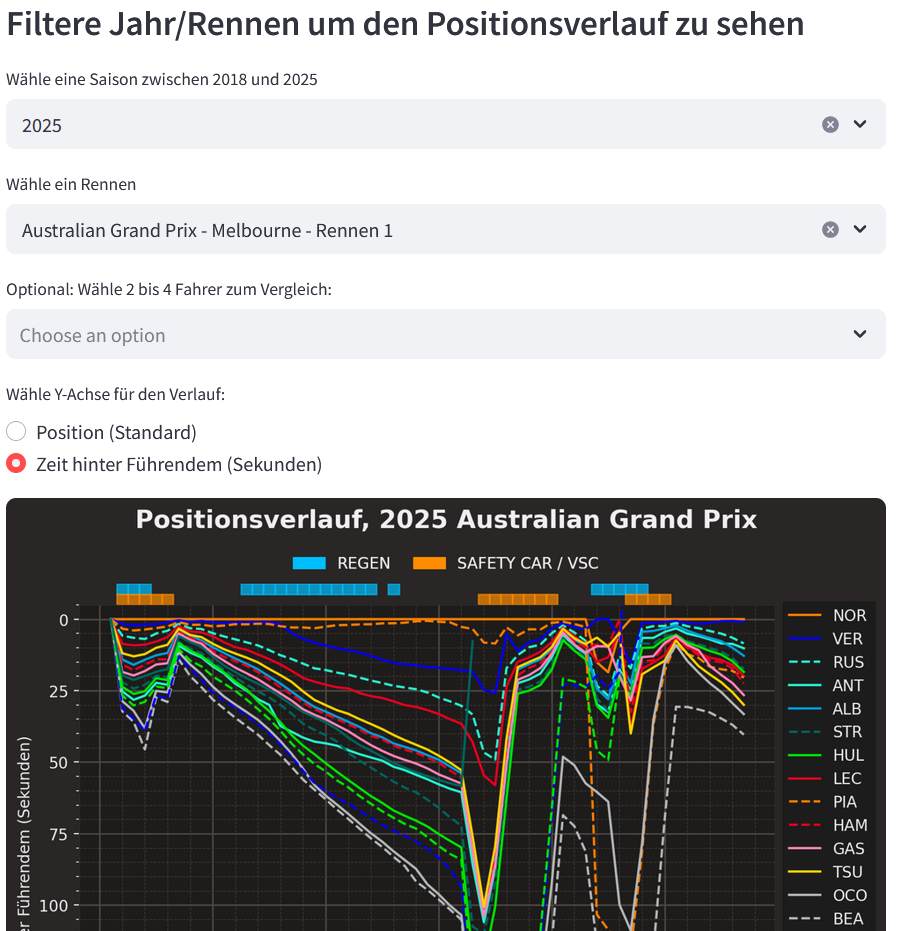 Filtere Jahr/Rennen um den Positionsverlauf zu sehen
Wähle eine Saison zwischen 2018 und 2025
2025
Wähle ein Rennen
Australian Grand Prix - Melbourne - Rennen 1
Optional: Wähle 2 bis 4 Fahrer zum Vergleich:
Choose an option
Wähle Y-Achse für den Verlauf:
Position (Standard)
Zeit hinter Führendem (Sekunden)
Positionsverlauf, 2025 Australian Grand Prix
REGEN SAFETY CAR / VSC
0
25
50
75
100
Führendem (Sekunden)
NOR
VER
RUS
ANT
ALB
STR
HUL
LEC
PIA
HAM
GAS
TSU
OCO
BEA